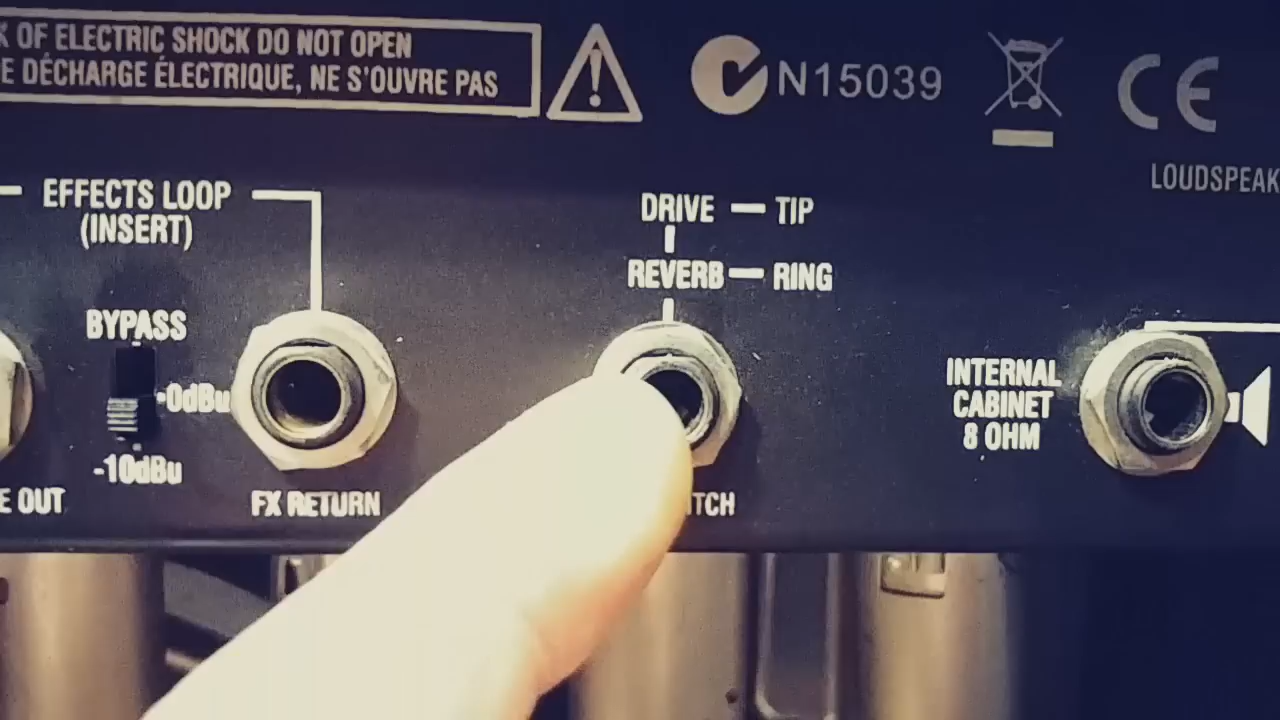 OF ELECTRIC SHOCK DO NOT OPEN
E DÉCHARGE ÉLECTRIQUE, NE S'OUVRE PAS
N15039
CE
LOUDSPEAK
EFFECTS LOOP
(INSERT)
DRIVE — TIP
REVERB — RING
BYPASS
-0dBu
-10dBu
INTERNAL
CABINET
8 OHM
E OUT
FX RETURN
TCH